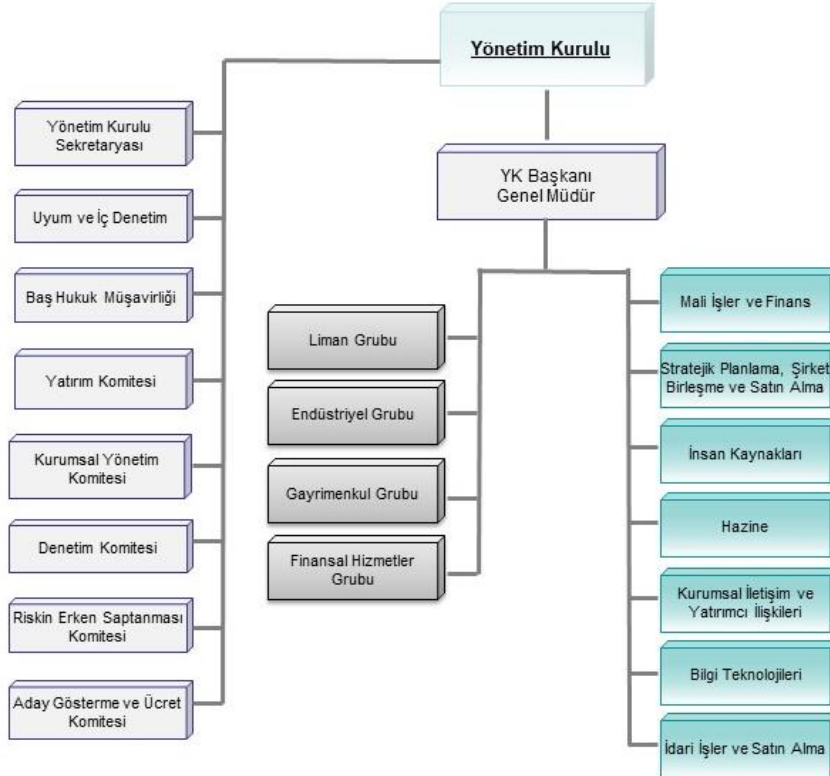 Yönetim Kurulu
YK Başkanı
Genel Müdür
Yönetim Kurulu
Sekretaryası
Uyum ve İç Denetim
Baş Hukuk Müşavirliği
Yatırım Komitesi
Kurumsal Yönetim
Komitesi
Denetim Komitesi
Riskin Erken Saptanması
Komitesi
Aday Gösterme ve Ücret
Komitesi
Liman Grubu
Endüstriyel Grubu
Gayrimenkul Grubu
Finansal Hizmetler
Grubu
Mali İşler ve Finans
Stratejik Planlama, Şirket
Birleşme ve Satın Alma
İnsan Kaynakları
Hazine
Kurumsal İletişim ve
Yatırımcı İlişkileri
Bilgi Teknolojileri
İdari İşler ve Satın Alma